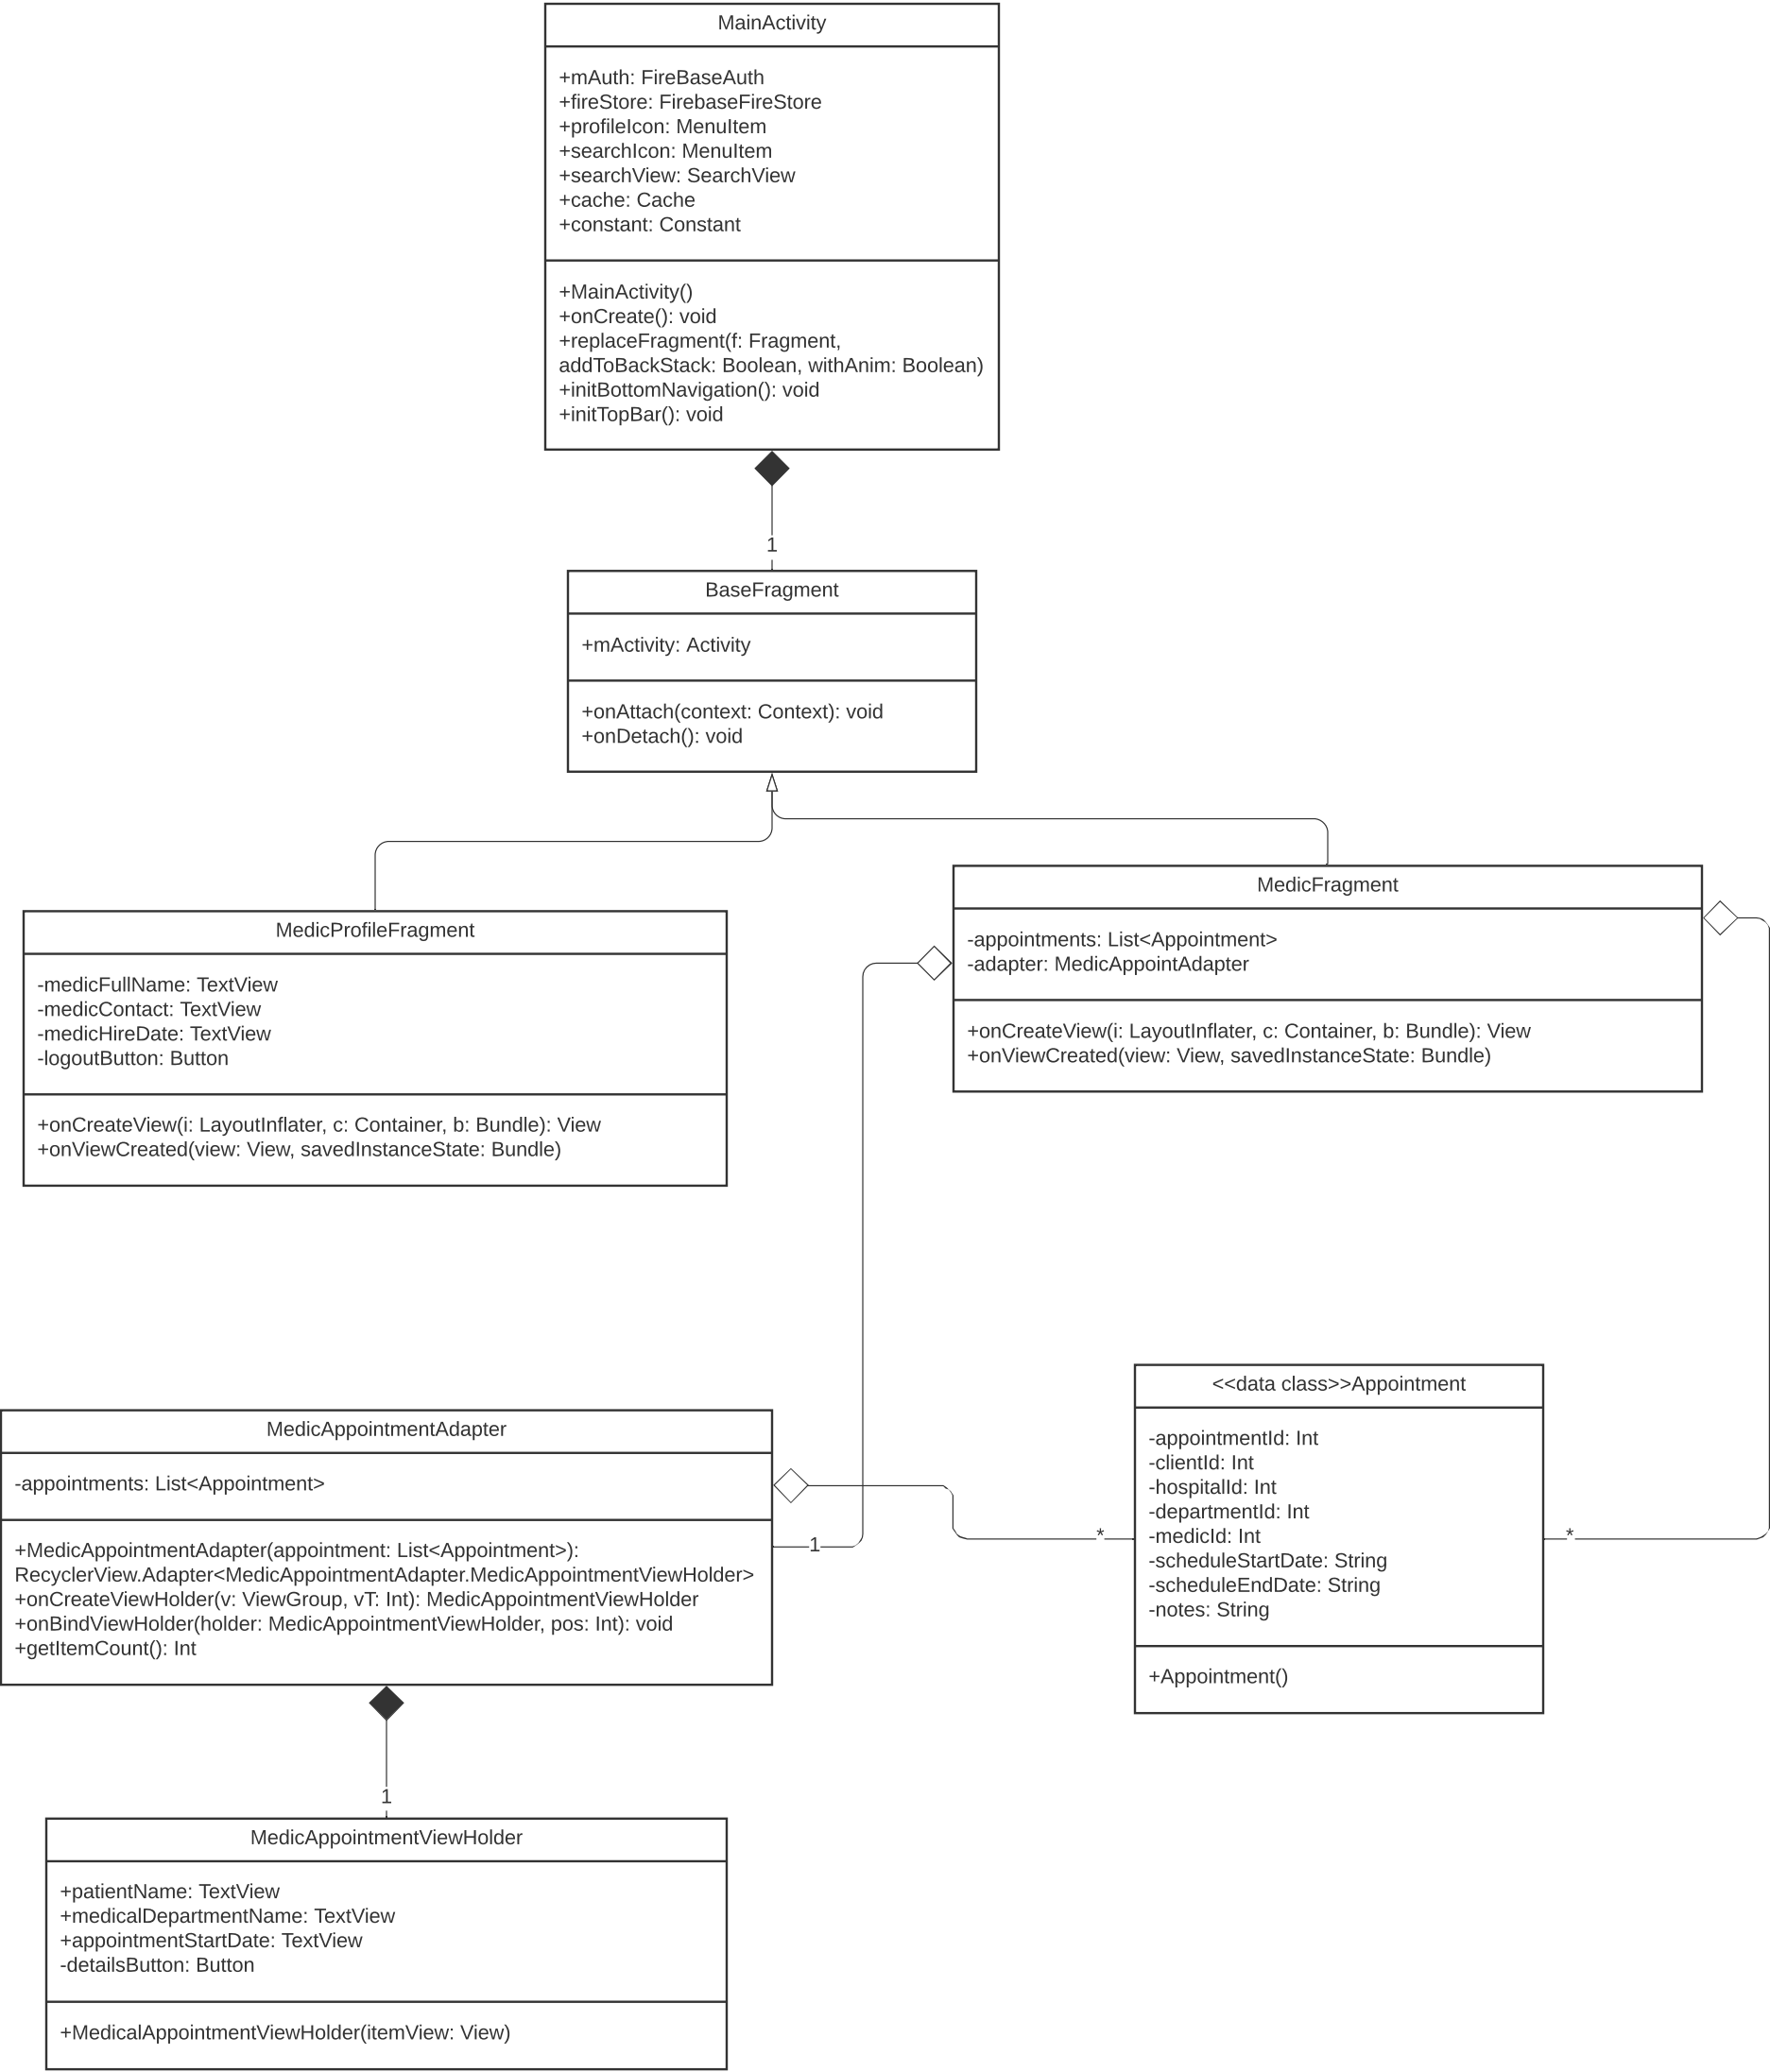 MainActivity
+mAuth: FireBaseAuth
+fireStore: FirebaseFireStore
+profileIcon: MenuItem
+searchIcon: MenuItem
+searchView: SearchView
+cache: Cache
+constant: Constant
+MainActivity()
+onCreate(): void
+replaceFragment(f: Fragment,
addToBackStack: Boolean, withAnim: Boolean)
+initBottomNavigation(): void
+initTopBar(): void
1
BaseFragment
+mActivity: Activity
+onAttach(context: Context): void
+onDetach(): void
MedicProfileFragment
-medicFullName: TextView
-medicContact: TextView
-medicHireDate: TextView
-logoutButton: Button
+onCreateView(i: LayoutInflater, c: Container, b: Bundle): View
+onViewCreated(view: View, savedInstanceState: Bundle)
MedicFragment
-appointments: List<Appointment>
-adapter: MedicAppointAdapter
+onCreateView(i: LayoutInflater, c: Container, b: Bundle): View
+onViewCreated(view: View, savedInstanceState: Bundle)
MedicAppointmentAdapter
-appointments: List<Appointment>
+MedicAppointmentAdapter(appointment: List<Appointment>):
RecyclerView.Adapter<MedicAppointmentAdapter.MedicAppointmentViewHolder>
+onCreateViewHolder(v: ViewGroup, vT: Int): MedicAppointmentViewHolder
+onBindViewHolder(holder: MedicAppointmentViewHolder, pos: Int): void
+getItemCount(): Int
1
*
<<data class>>Appointment
-appointmentId: Int
-clientId: Int
-hospitalId: Int
-departmentId: Int
-medicId: Int
-scheduleStartDate: String
-scheduleEndDate: String
-notes: String
+Appointment()
*
1
MedicAppointmentViewHolder
+patientName: TextView
+medicalDepartmentName: TextView
+appointmentStartDate: TextView
-detailsButton: Button
+MedicalAppointmentViewHolder(itemView: View)